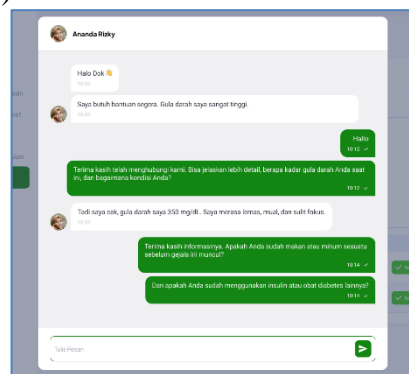 Ananda Rizky
Halo Dok 👋
10:10
Saya butuh bantuan segera. Gula darah saya sangat tinggi.
10:10
Hallo
10:12
Terima kasih telah menghubungi kami. Bisa jelaskan lebih detail, berapa kadar gula darah Anda saat
ini, dan bagaimana kondisi Anda?
10:12
Tadi saya cek, gula darah saya 350 mg/dL. Saya merasa lemas, mual, dan sulit fokus.
Terima kasih informasinya. Apakah Anda sudah makan atau minum sesuatu
sebelum gejala ini muncul?
10:14
Dan apakah Anda sudah menggunakan insulin atau obat diabetes lainnya?
10:14
Tulis Pesan